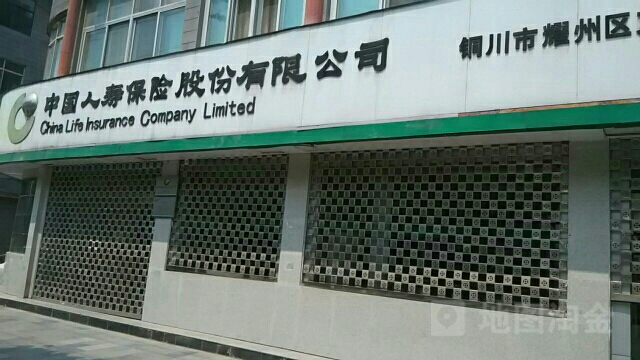 中国人寿保险股份有限公司
China Life Insurance Company Limited
铜川市耀州区
地图淘金